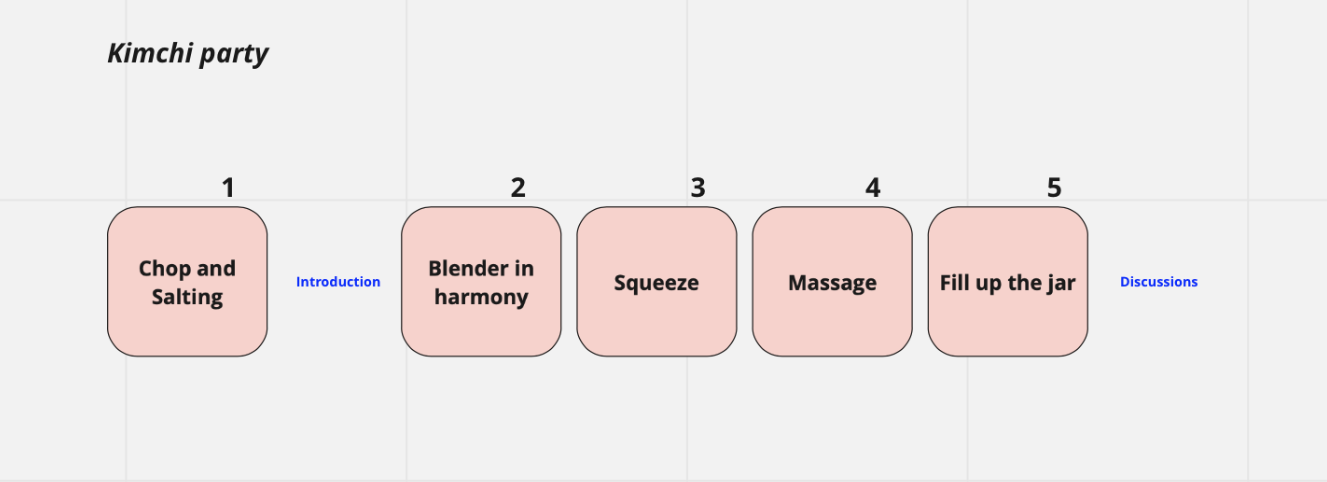 Kimchi party
1
Chop and
Salting
Introduction
2
Blender in
harmony
3
Squeeze
4
Massage
5
Fill up the jar
Discussions